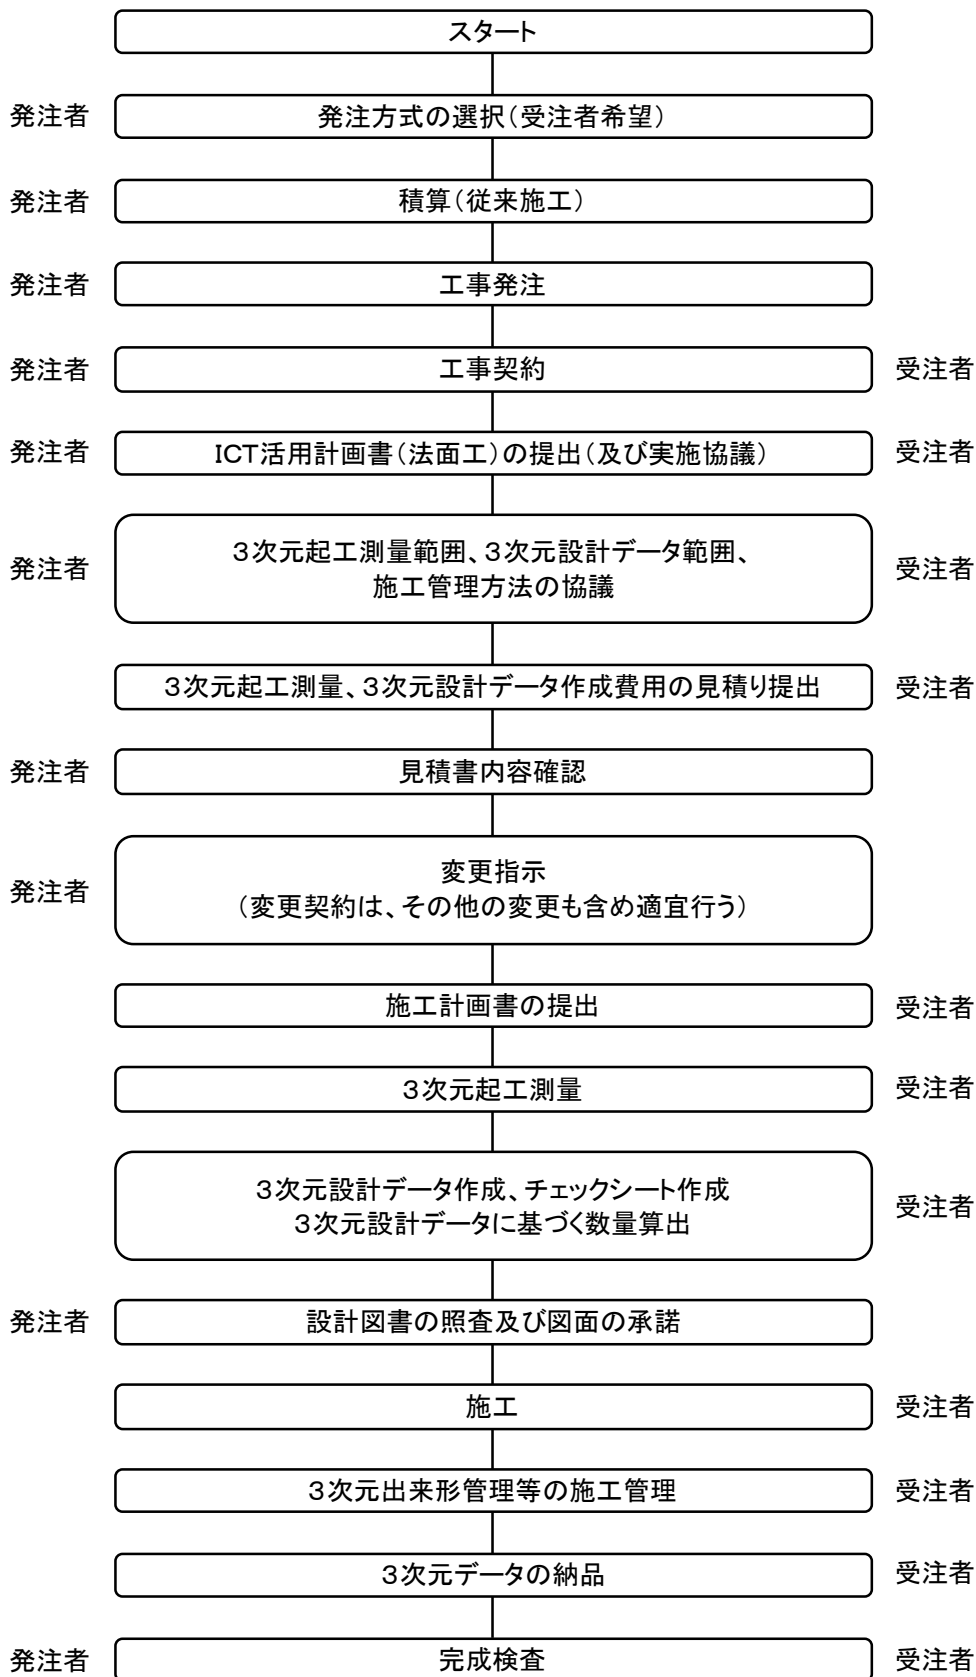 スタート
発注者 発注方式の選択(受注者希望)
発注者 積算(従来施工)
発注者 工事発注
発注者 工事契約 受注者
発注者 ICT活用計画書(法面工)の提出(及び実施協議) 受注者
3次元起工測量範囲、3次元設計データ範囲、
発注者 受注者
施工管理方法の協議
3次元起工測量、3次元設計データ作成費用の見積り提出 受注者
発注者 見積書内容確認
変更指示
発注者
(変更契約は、その他の変更も含め適宜行う)
施工計画書の提出 受注者
3次元起工測量 受注者
3次元設計データ作成、チェックシート作成
受注者
3次元設計データに基づく数量算出
発注者 設計図書の照査及び図面の承諾
施工 受注者
3次元出来形管理等の施工管理 受注者
3次元データの納品 受注者
発注者 完成検査 受注者